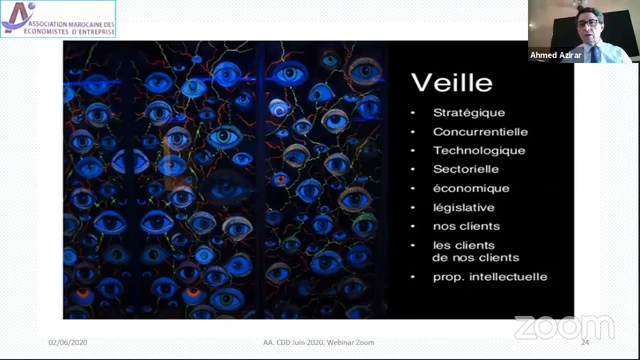 ASSOCIATION MAROCAINE DES
ÉCONOMISTES D'ENTREPRISE
Ahmed Azirar
Veille
• Stratégique
• Concurrentielle
• Technologique
• Sectorielle
• économique
• législative
• nos clients
• les clients
de nos clients
• prop. intellectuelle
02/06/2020
AA. CDD Juin 2020. Webinar Zoom
24
zoom